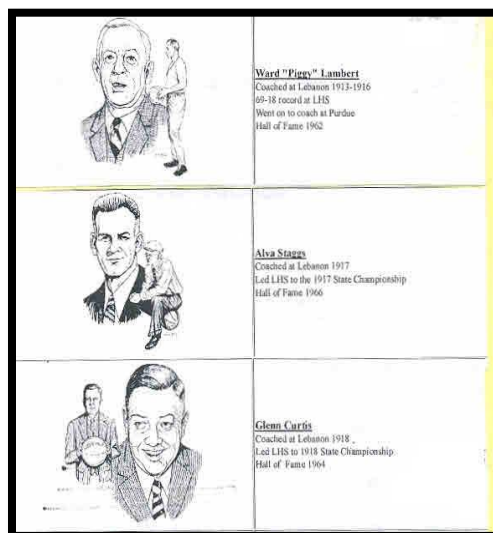 Ward "Piggy" Lambert
Coached at Lebanon 1913-1916
69-18 record at LHS
Went on to coach at Purdue
Hall of Fame 1962
Alva Staggs
Coached at Lebanon 1917
Led LHS to the 1917 State Championship
Hall of Fame 1966
Glenn Curtis
Coached at Lebanon 1918
Led LHS to 1918 State Championship
Hall of Fame 1964